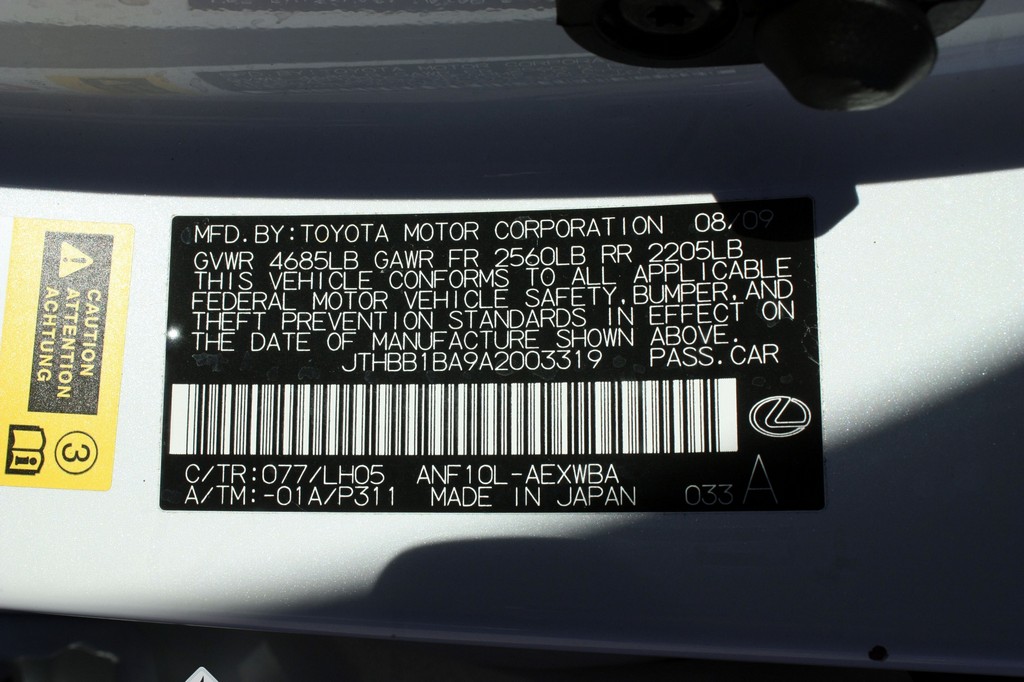 MFD.BY:TOYOTA MOTOR CORPORATION 08/09
GVWR 4685LB GAWR FR 2560LB RR 2205LB
THIS VEHICLE CONFORMS TO ALL APPLICABLE
FEDERAL MOTOR VEHICLE SAFETY,BUMPER,AND
THEFT PREVENTION STANDARDS IN EFFECT ON
THE DATE OF MANUFACTURE SHOWN ABOVE.
JTHBB1BA9A2003319 PASS.CAR
C/TR:077/LH05 ANF10L-AEXWBA
A/TM:-01A/P311 MADE IN JAPAN 033 A
CAUTION
ATTENTION
ACHTUNG
3